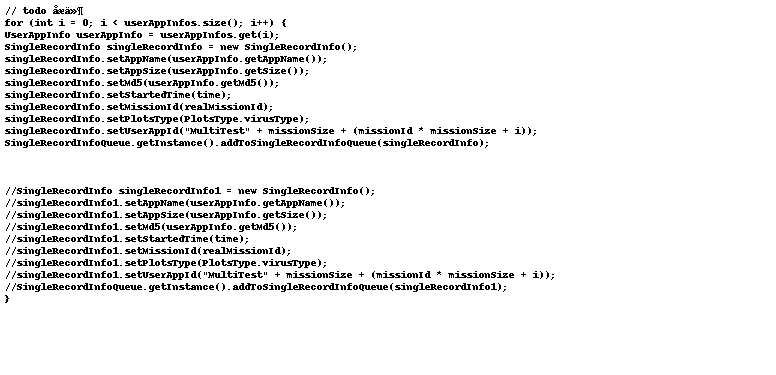 // todo åæä»¶
for (int i = 0; i < userAppInfos.size(); i++) {
UserAppInfo userAppInfo = userAppInfos.get(i);
SingleRecordInfo singleRecordInfo = new SingleRecordInfo();
singleRecordInfo.setAppName(userAppInfo.getAppName());
singleRecordInfo.setAppSize(userAppInfo.getSize());
singleRecordInfo.setMd5(userAppInfo.getMd5());
singleRecordInfo.setStartedTime(time);
singleRecordInfo.setMissionId(realMissionId);
singleRecordInfo.setPlotsType(PlotsType.virusType);
singleRecordInfo.setUserAppId("MultiTest" + missionSize + (missionId * missionSize + i));
SingleRecordInfoQueue.getInstance().addToSingleRecordInfoQueue(singleRecordInfo);
//SingleRecordInfo singleRecordInfo1 = new SingleRecordInfo();
//singleRecordInfo1.setAppName(userAppInfo.getAppName());
//singleRecordInfo1.setAppSize(userAppInfo.getSize());
//singleRecordInfo1.setMd5(userAppInfo.getMd5());
//singleRecordInfo1.setStartedTime(time);
//singleRecordInfo1.setMissionId(realMissionId);
//singleRecordInfo1.setPlotsType(PlotsType.virusType);
//singleRecordInfo1.setUserAppId("MultiTest" + missionSize + (missionId * missionSize + i));
//SingleRecordInfoQueue.getInstance().addToSingleRecordInfoQueue(singleRecordInfo1);
}